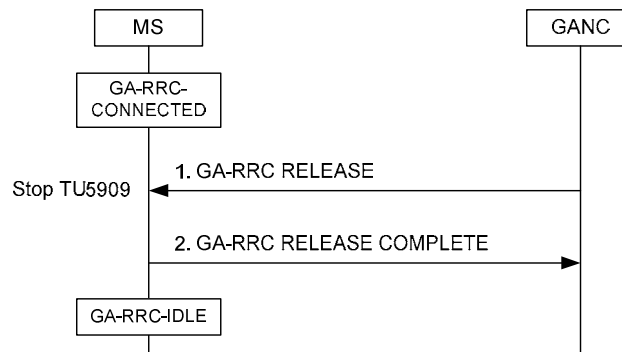 MS
GANC
GA-RRC-
CONNECTED
1. GA-RRC RELEASE
Stop TU5909
2. GA-RRC RELEASE COMPLETE
GA-RRC-IDLE